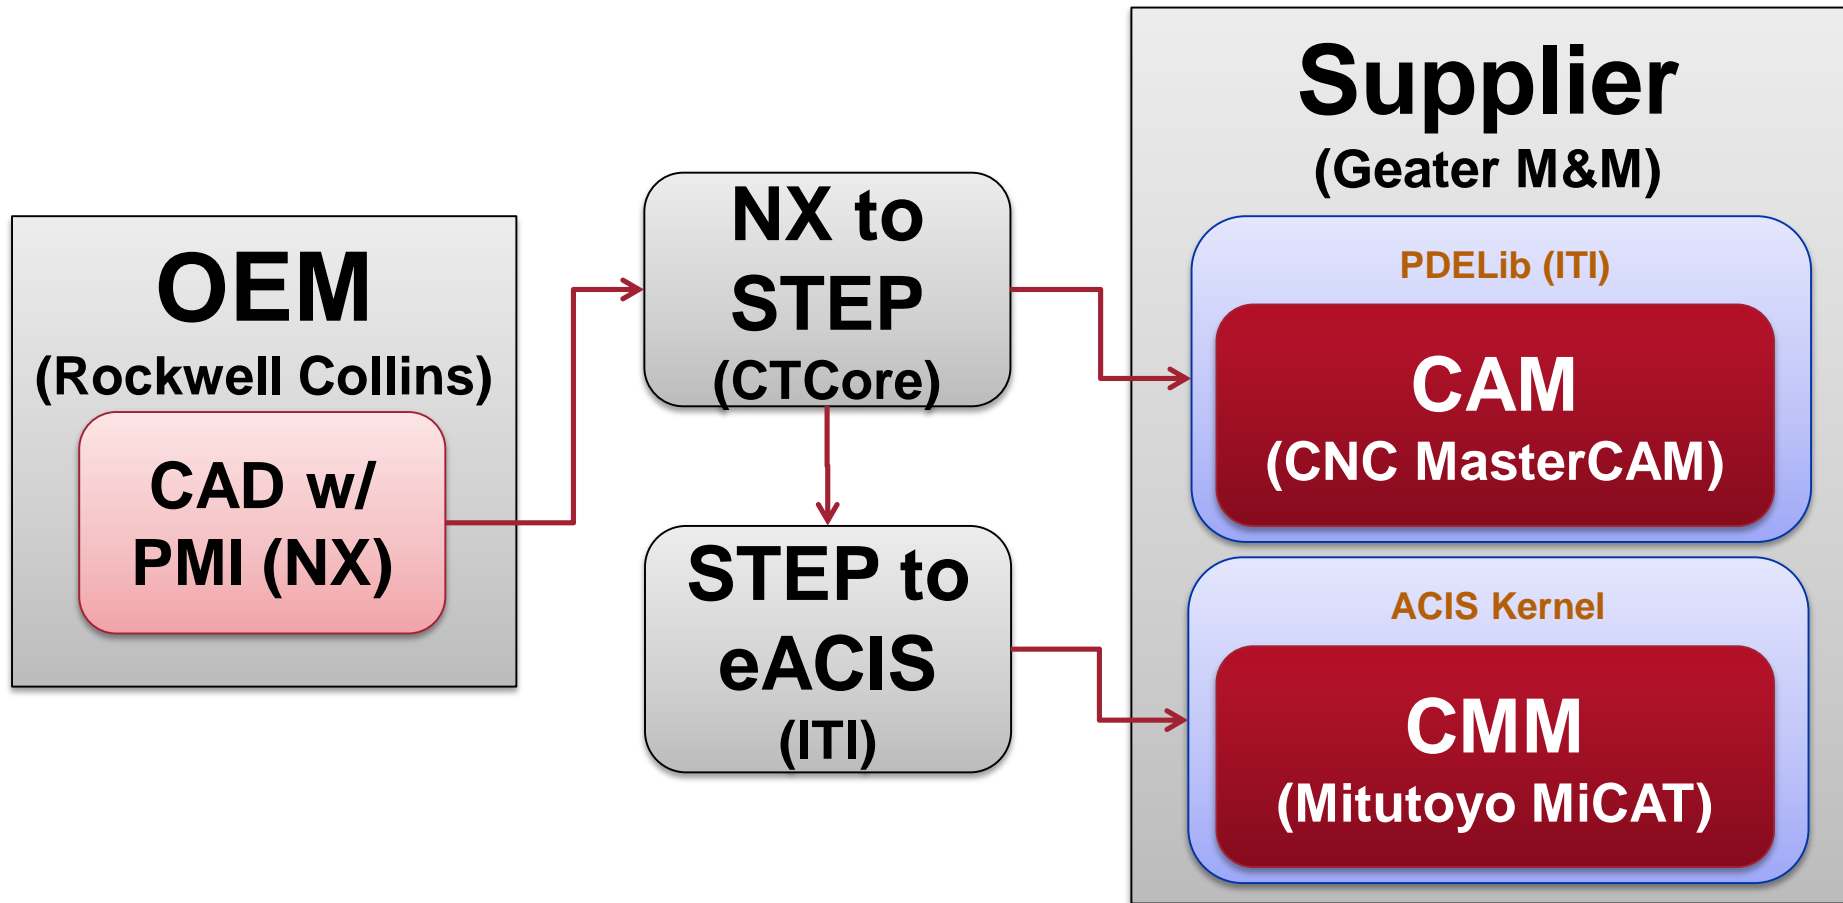 OEM
(Rockwell Collins)
CAD w/
PMI (NX)
NX to
STEP
(CTCore)
STEP to
eACIS
(ITI)
Supplier
(Geater M&M)
PDELib (ITI)
CAM
(CNC MasterCAM)
ACIS Kernel
CMM
(Mitutoyo MiCAT)